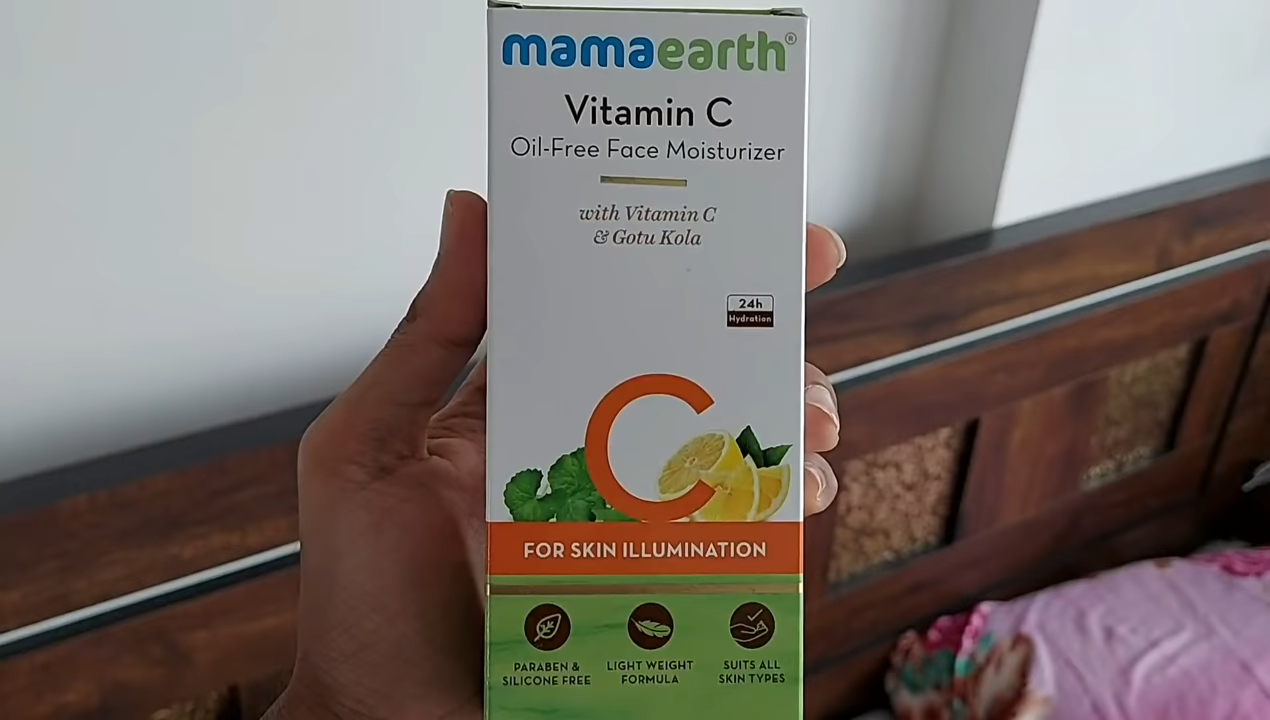 mamaearth®
Vitamin C
Oil-Free Face Moisturizer
with Vitamin C
& Gotu Kola
24h
Hydration
C
FOR SKIN ILLUMINATION
PARABEN &
SILICONE FREE
LIGHT WEIGHT
FORMULA
SUITS ALL
SKIN TYPES